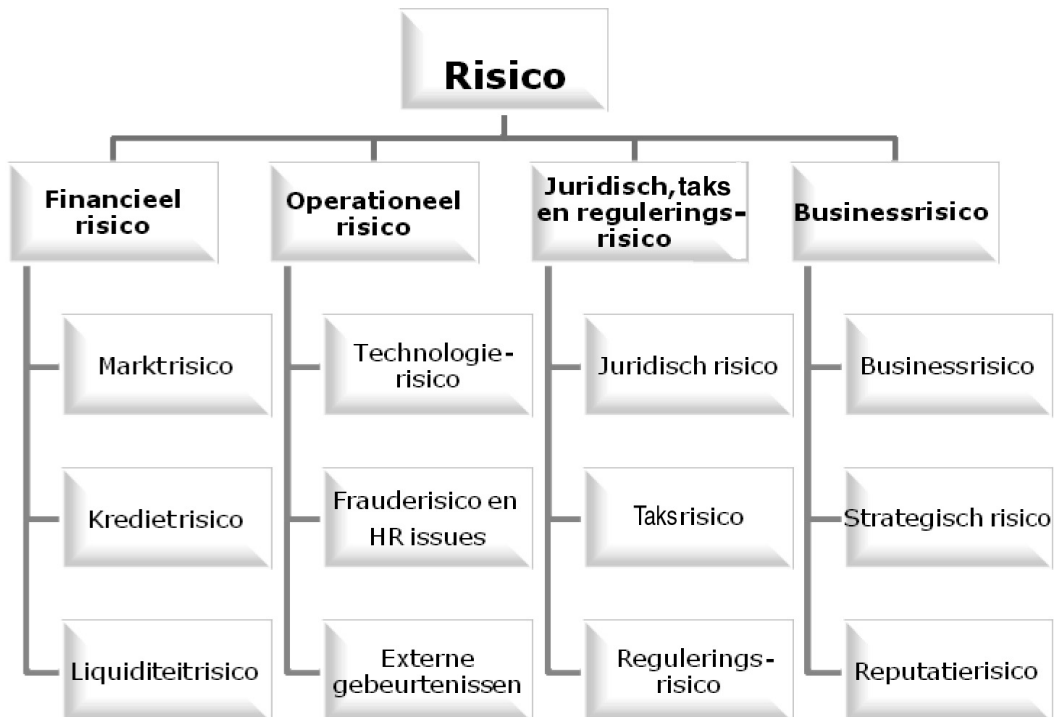 Risico
Financieel
risico
Marktrisico
Kredietrisico
Liquiditeitrisico
Operationeel
risico
Technologie-
risico
Frauderisico en
HR issues
Externe
gebeurtenissen
Juridisch, taks
en regulerings-
risico
Juridisch risico
Taksrisico
Regulerings-
risico
Businessrisico
Businessrisico
Strategisch risico
Reputatierisico